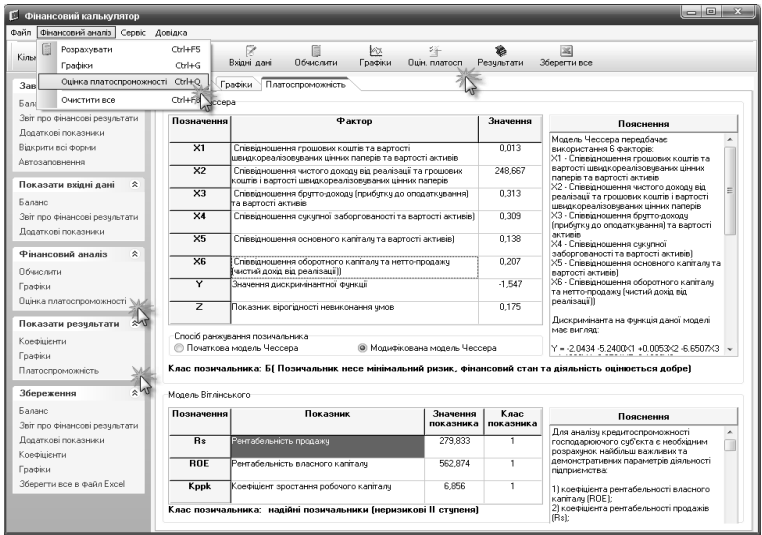 Фінансовий калькулятор
Файл Фінансовий аналіз Сервіс Довідка
Розрахувати Ctrl+F5
Графіки Ctrl+G
Оцінка платоспроножності Ctrl+Q
Очистити все
Вхідні дані Обчислити Графіки Оцін. платосп Результати Зберегти все
Звіт про фінансові результати
Додаткові показники
Відкрити всі форми
Автозаповнення
Показати вхідні дані
Баланс
Звіт про фінансові результати
Додаткові показники
Фінансовий аналіз
Обчислити
Графіки
Оцінка платоспроможності
Показати результати
Коефіцієнти
Графіки
Платоспроможність
Збереження
Баланс
Звіт про фінансові результати
Додаткові показники
Коефіцієнти
Графіки
Зберегти все в файл Excel
Графіки Платоспроможність
Позначення Фактор Значення
X1 Співвідношення грошових коштів та швидкореалізовуваних цінних паперів та вартості активів 0,013
X2 Співвідношення чистого доходу від реалізації та грошових коштів і вартості швидкореалізовуваних цінних паперів 248,667
X3 Співвідношення брутто-доходу (прибутку до оподаткування) та вартості активів 0,313
X4 Співвідношення сукупної заборгованості та вартості активів) 0,309
X5 Співвідношення основного капіталу та вартості активів) 0,138
X6 Співвідношення оборотного капіталу та нетто-продажу (чистий дохід від реалізації)) 0,207
Y Значення дискримінантної функції -1,547
Z Показник вірогідності невиконання умов 0,175
Пояснення
Модель Чессера передбачає
використання 6 факторів:
X1 - Співвідношення грошових коштів та
вартості швидкореалізовуваних цінних
паперів та вартості активів
X2 - Співвідношення чистого доходу від
реалізації та грошових коштів і вартості
швидкореалізовуваних цінних паперів
X3 - Співвідношення брутто-доходу
(прибутку до оподаткування) та вартості
активів
X4 - Співвідношення сукупної
заборгованості та вартості активів)
X5 - Співвідношення основного капіталу та
вартості активів)
X6 - Співвідношення оборотного капіталу
та нетто-продажу (чистий дохід від
реалізації))
Дискримінанта на функція даної моделі
має вигляд:
Y = -2.0434 -5.2400X1 +0.0053X2 -6.6507X3
Спосіб ранжування позичальника
Початкова модель Чессера Модифікована модель Чессера
Клас позичальника: Б( Позичальник несе мінімальний ризик, фінансовий стан та діяльність оцінюється добре)
Модель Вітлінського
Позначення Показник Значення показника Клас показника
Rs Рентабельність продажу 279,833 1
ROE Рентабельність власного капіталу 562,874 1
Kppk Коефіцієнт зростання робочого капіталу 6,856 1
Клас позичальника: надійні позичальники (неризикові II ступеня)
Пояснення
Для аналізу кредитоспроможності
господарюючого суб'єкта є необхідним
розрахунок найбільш важливих та
демонстративних параметрів діяльності
підприємства:
1) коефіцієнта рентабельності власного
капіталу (ROE);
2) коефіцієнта рентабельності продажів
(Rs);